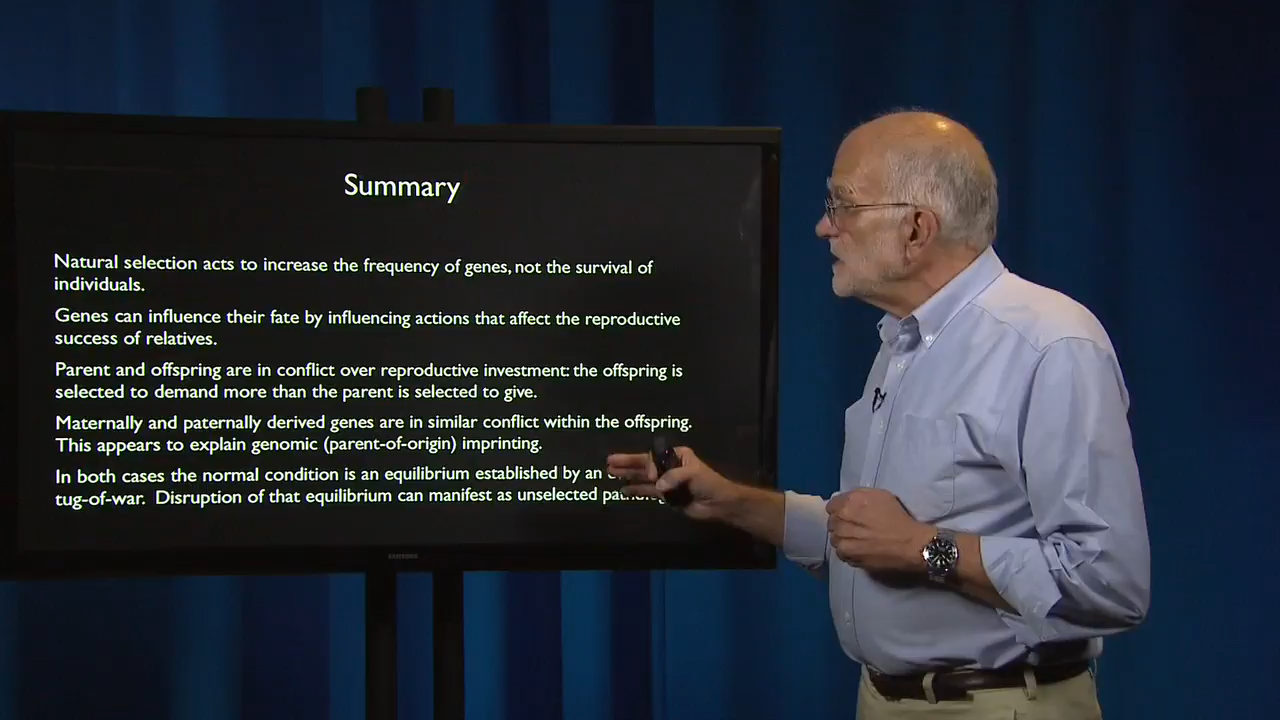 Summary
Natural selection acts to increase the frequency of genes, not the survival of
individuals.
Genes can influence their fate by influencing actions that affect the reproductive
success of relatives.
Parent and offspring are in conflict over reproductive investment: the offspring is
selected to demand more than the parent is selected to give.
Maternally and paternally derived genes are in similar conflict within the offspring.
This appears to explain genomic (parent-of-origin) imprinting.
In both cases the normal condition is an equilibrium established by an
tug-of-war. Disruption of that equilibrium can manifest as unselected
SAMSUNG